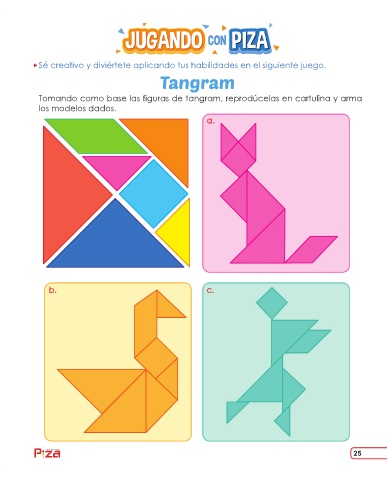 JUGANDO CON PIZA
▸Sé creativo y diviértete aplicando tus habilidades en el siguiente juego.
Tangram
Tomando como base las figuras de tangram, reprodúcelas en cartulina y arma
los modelos dados.
a.
b.
c.
Piza
25